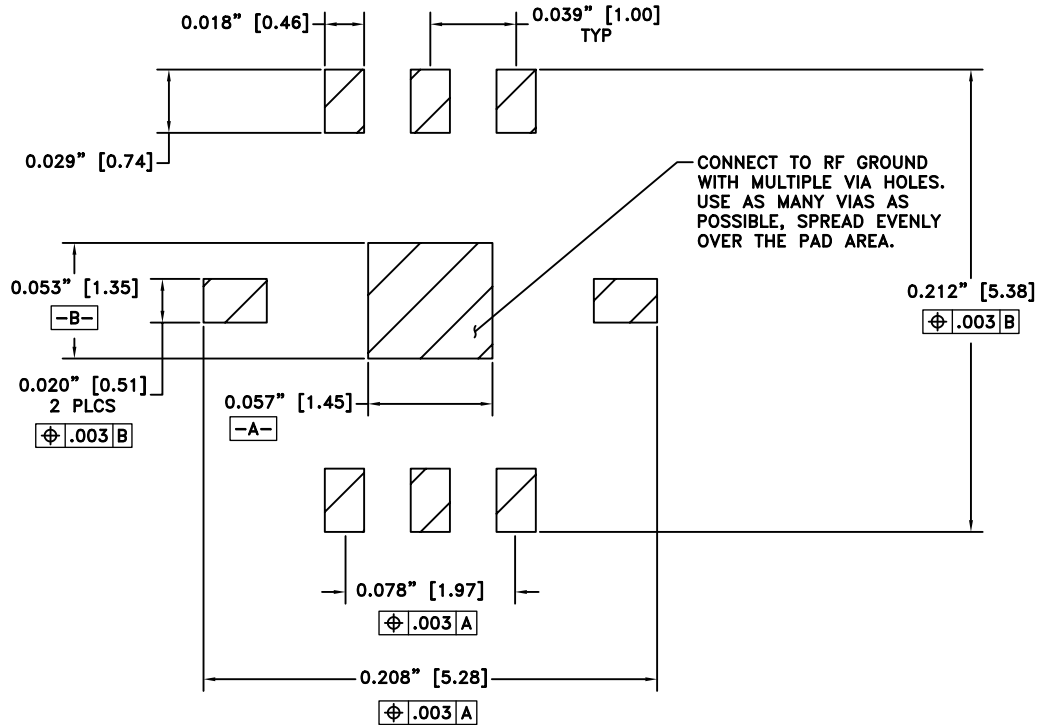 0.018” [0.46]
0.039” [1.00]
TYP
0.029” [0.74]
CONNECT TO RF GROUND
WITH MULTIPLE VIA HOLES.
USE AS MANY VIAS AS
POSSIBLE, SPREAD EVENLY
OVER THE PAD AREA.
0.053” [1.35]
-B-
0.212” [5.38]
⌖ .003 B
0.020” [0.51]
2 PLCS
⌖ .003 B
0.057” [1.45]
-A-
0.078” [1.97]
⌖ .003 A
0.208” [5.28]
⌖ .003 A